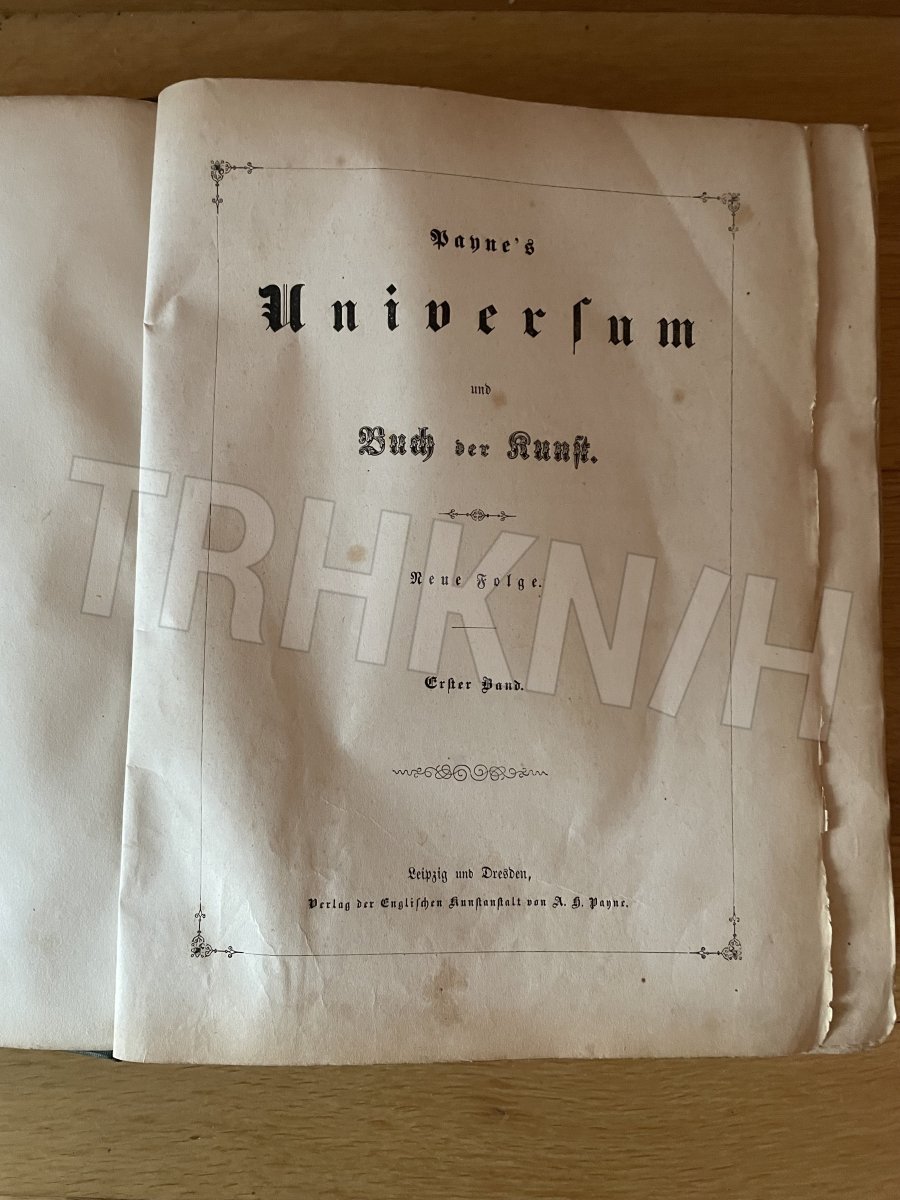 Payne's
Univerſum
und
Buch der Kunſt.
Neue Folge.
Erſter Band.
Leipzig und Dresden,
Verlag der Engliſchen Kunſtanſtalt von A. H. Payne.
TRHKN/H